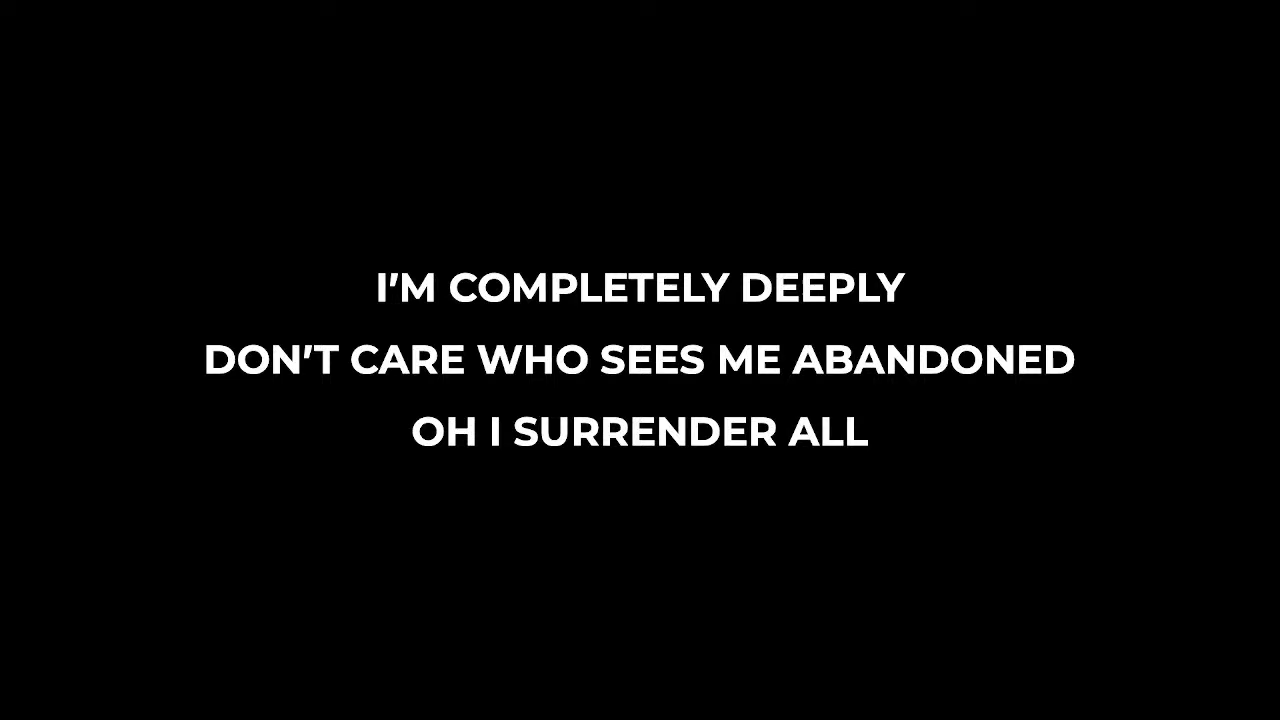 I'M COMPLETELY DEEPLY
DON'T CARE WHO SEES ME ABANDONED
OH I SURRENDER ALL